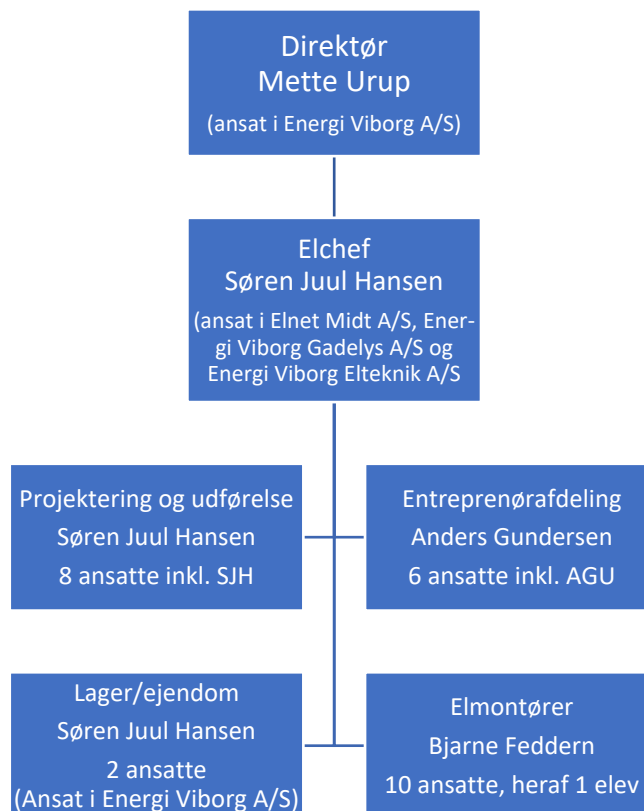 Direktør
Mette Urup
(ansat i Energi Viborg A/S)
Elchef
Søren Juul Hansen
(ansat i Elnet Midt A/S, Ener-
gi Viborg Gadelys A/S og
Energi Viborg Elteknik A/S
Projektering og udførelse
Søren Juul Hansen
8 ansatte inkl. SJH
Entreprenørafdeling
Anders Gundersen
6 ansatte inkl. AGU
Lager/ejendom
Søren Juul Hansen
2 ansatte
(Ansat i Energi Viborg A/S)
Elmontører
Bjarne Feddern
10 ansatte, heraf 1 elev